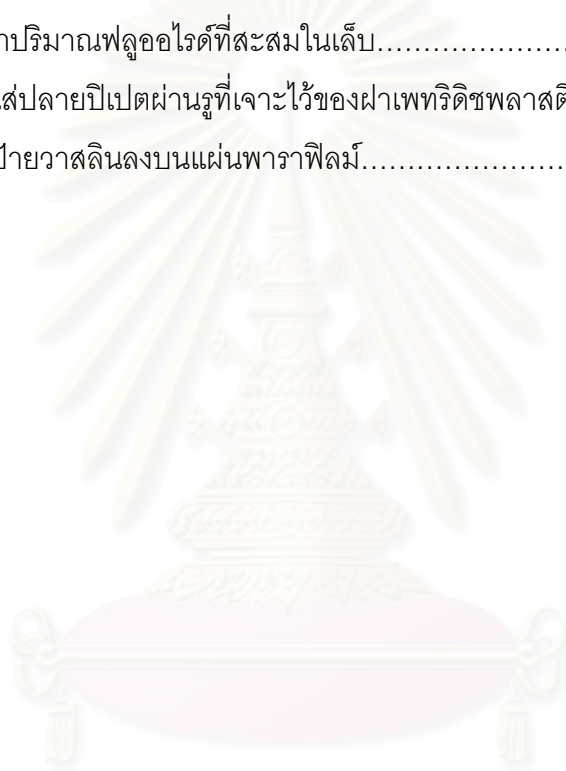 าปริมาณฟลูออไรด์ที่สะสมในเล็บ…………………
ส่ปลายปิเปตผ่านรูที่เจาะไว้ของฝาเพทริดิชพลาสติ
ป้ายวาสลินลงบนแผ่นพาราฟิลม์……………………